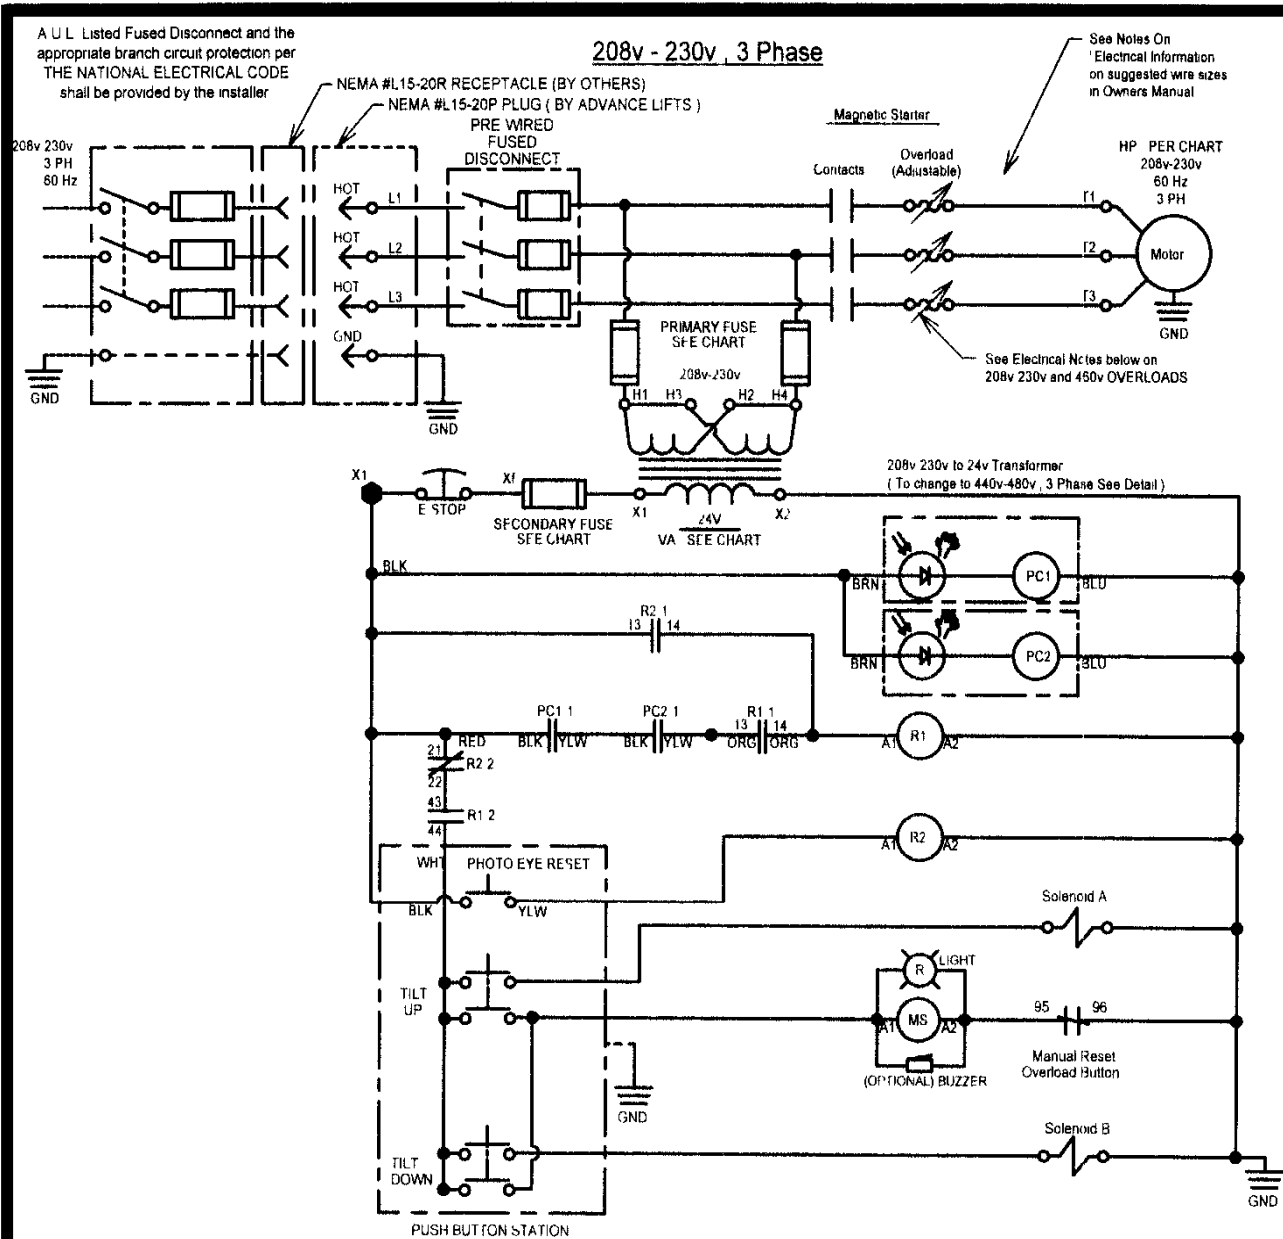 A U L Listed Fused Disconnect and the
appropriate branch circuit protection per
THE NATIONAL ELECTRICAL CODE
shall be provided by the installer
208v - 230v , 3 Phase
See Notes On
' Electrical Information
on suggested wire sizes
in Owners Manual
NEMA #L15-20R RECEPTACLE (BY OTHERS)
NEMA #L15-20P PLUG ( BY ADVANCE LIFTS )
PRE WIRED
FUSED
DISCONNECT
Magnetic Starter
208v 230v
3 PH
60 Hz
Contacts
Overload
(Adjustable)
HP PER CHART
208v-230v
60 Hz
3 PH
HOT
L1
T1
HOT
L2
T2
Motor
HOT
L3
T3
GND
GND
PRIMARY FUSE
SEE CHART
208v-230v
See Electrical Notes below on
208v 230v and 460v OVERLOADS
GND
GND
H1 H3 H2 H4
X1
E STOP
Xf
SECONDARY FUSE
SEE CHART
X1
24V
X2
VA SEE CHART
208v 230v to 24v Transformer
( To change to 440v-480v , 3 Phase See Detail )
BLK
BRN
PC1
BLU
R2 1
13 14
BRN
PC2
BLU
PC1 1
BLK YLW
PC2 1
BLK YLW
R1 1
13 14
ORG ORG
A1 R1 A2
RED
21
R2 2
22
43
R1 2
44
A1 R2 A2
WHT
PHOTO EYE RESET
BLK
YLW
Solenoid A
TILT
UP
R
LIGHT
A1 MS A2
95 96
Manual Reset
Overload Button
(OPTIONAL) BUZZER
GND
Solenoid B
TILT
DOWN
GND
PUSH BUTTON STATION